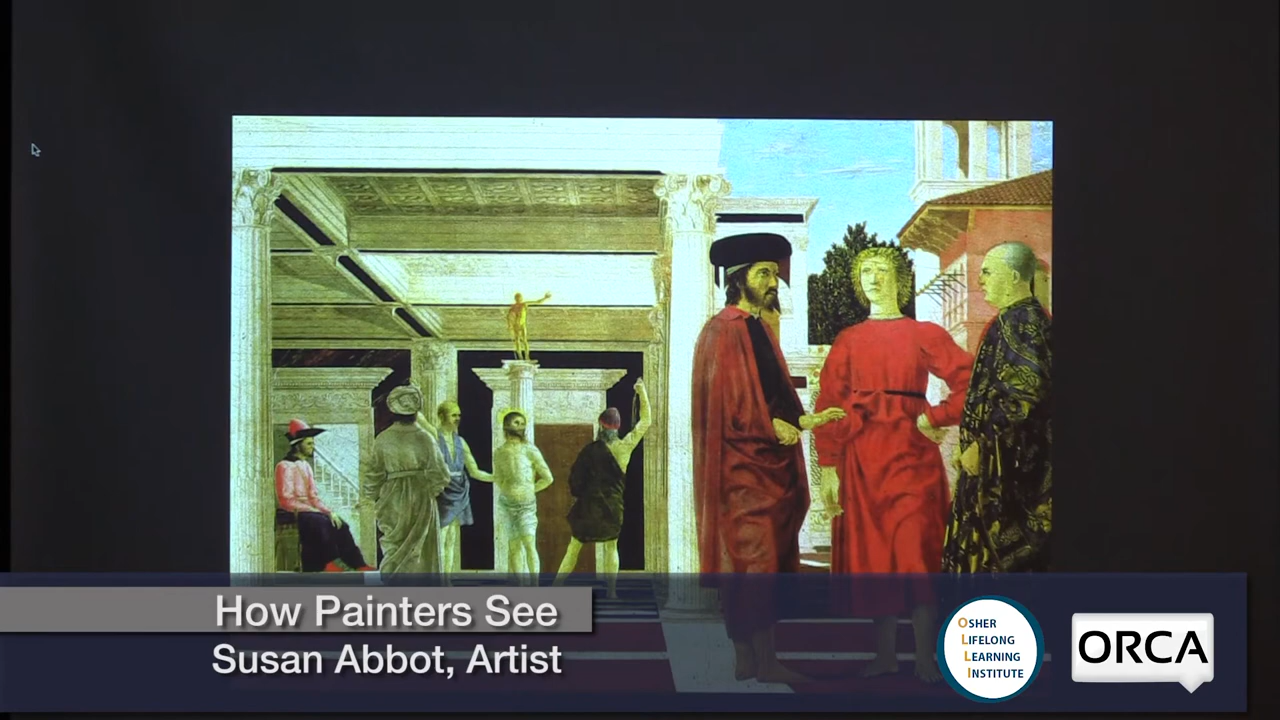 How Painters See
Susan Abbot, Artist
OSHER
LIFELONG
LEARNING
INSTITUTE
ORCA